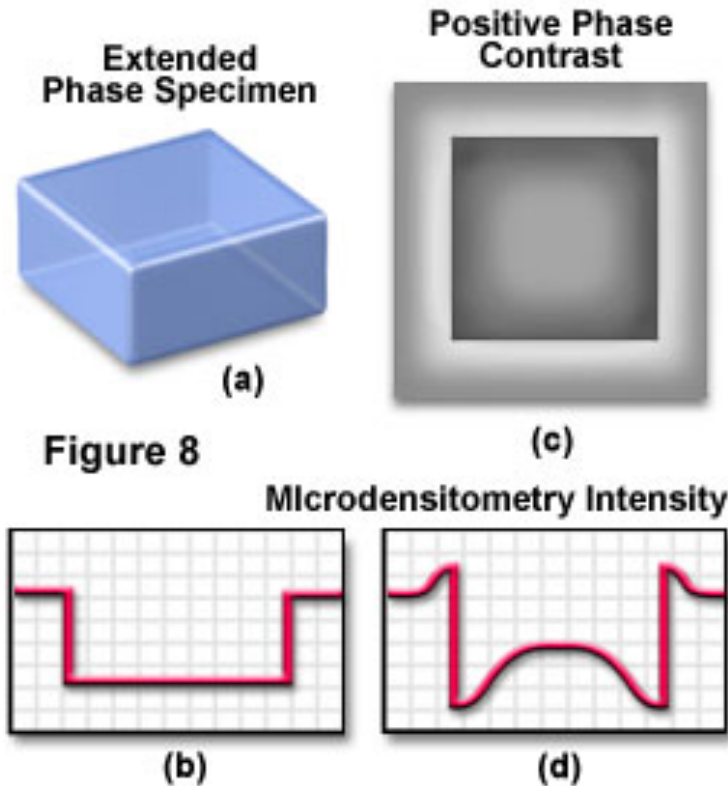 Extended
Phase Specimen
(a)
Positive Phase
Contrast
(c)
Figure 8
MIcrodensitometry Intensity
(b)
(d)